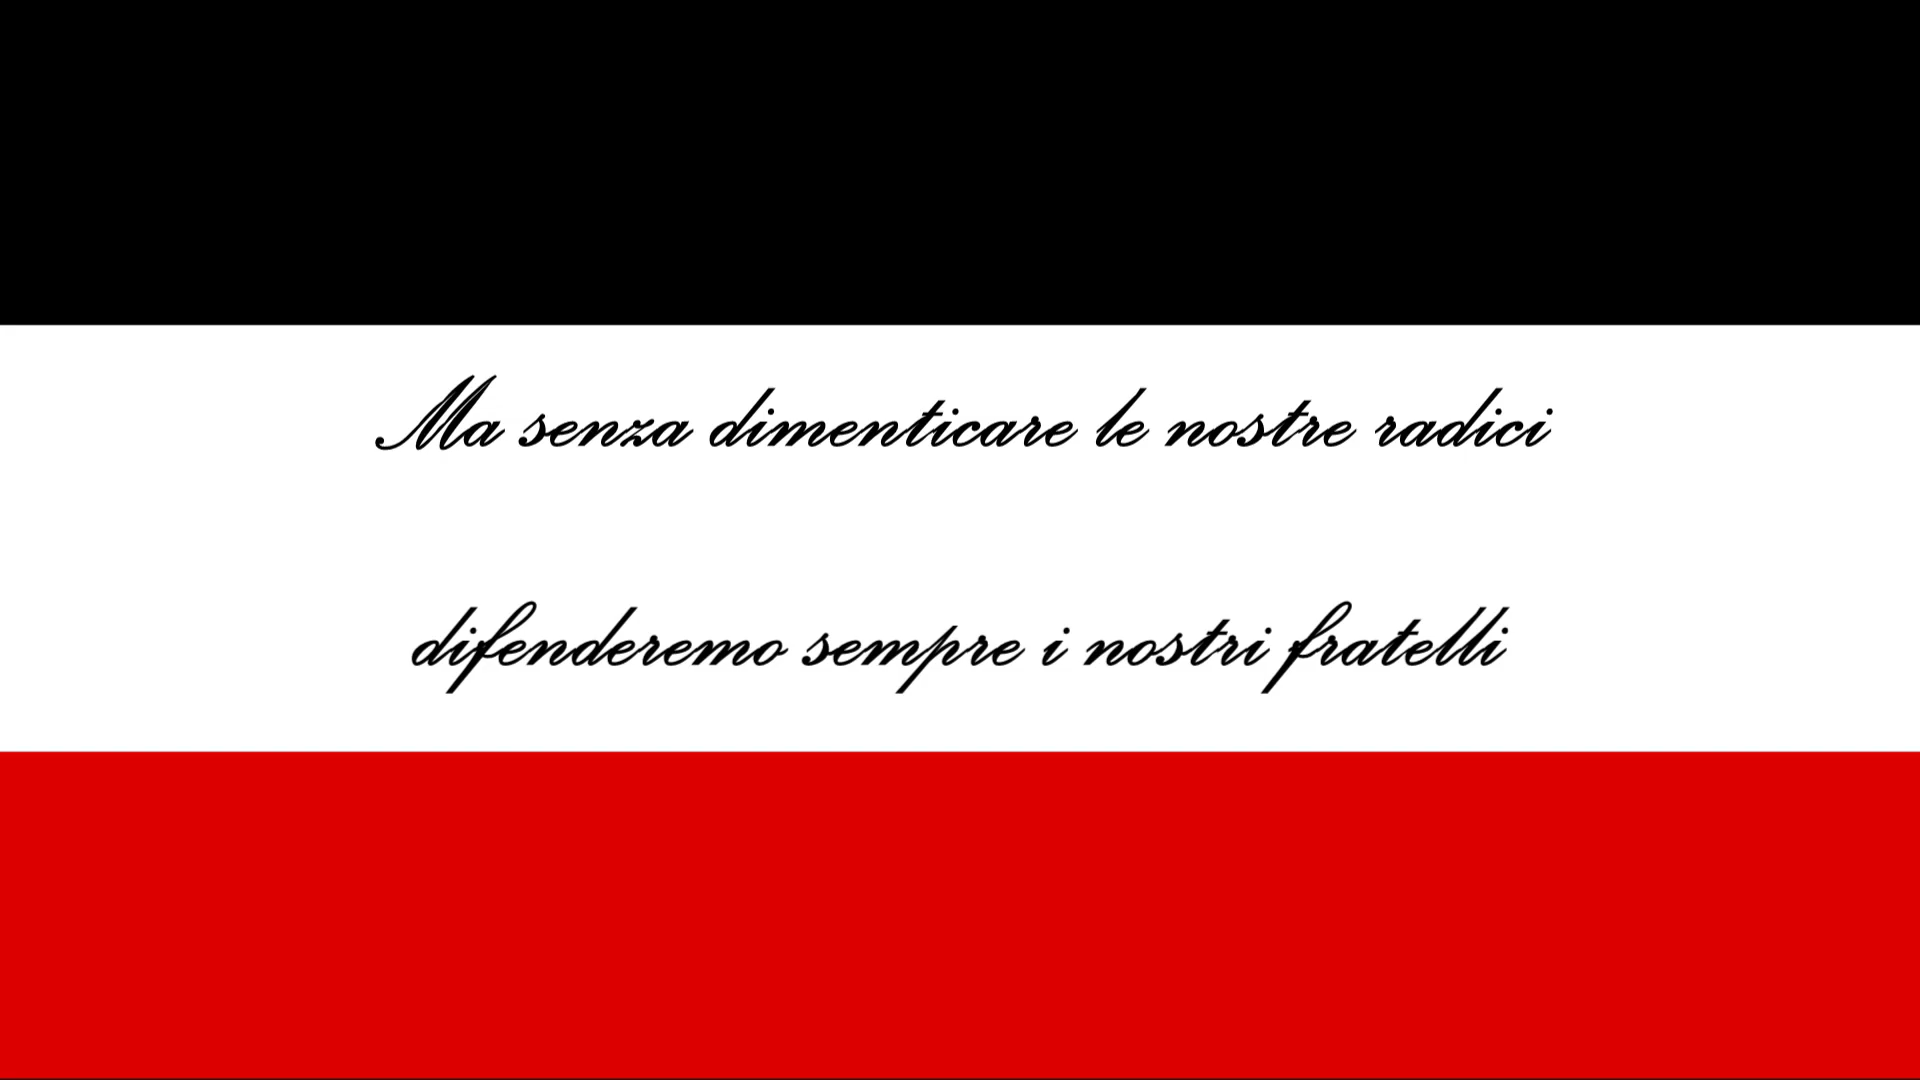 Ma senza dimenticare le nostre radici
difenderemo sempre i nostri fratelli